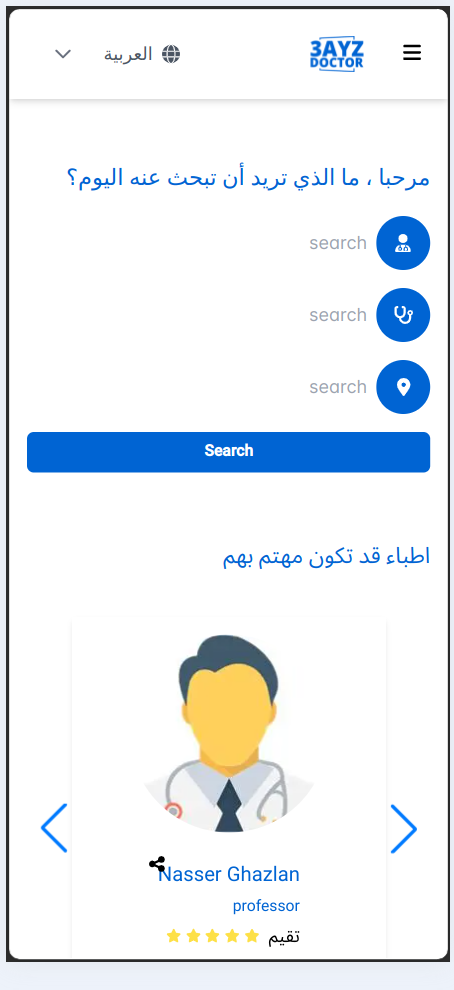 3AYZ
DOCTOR
العربية
مرحبا ، ما الذي تريد أن تبحث عنه اليوم؟
search
search
search
Search
اطباء قد تكون مهتم بهم
Nasser Ghazlan
professor
تقيم